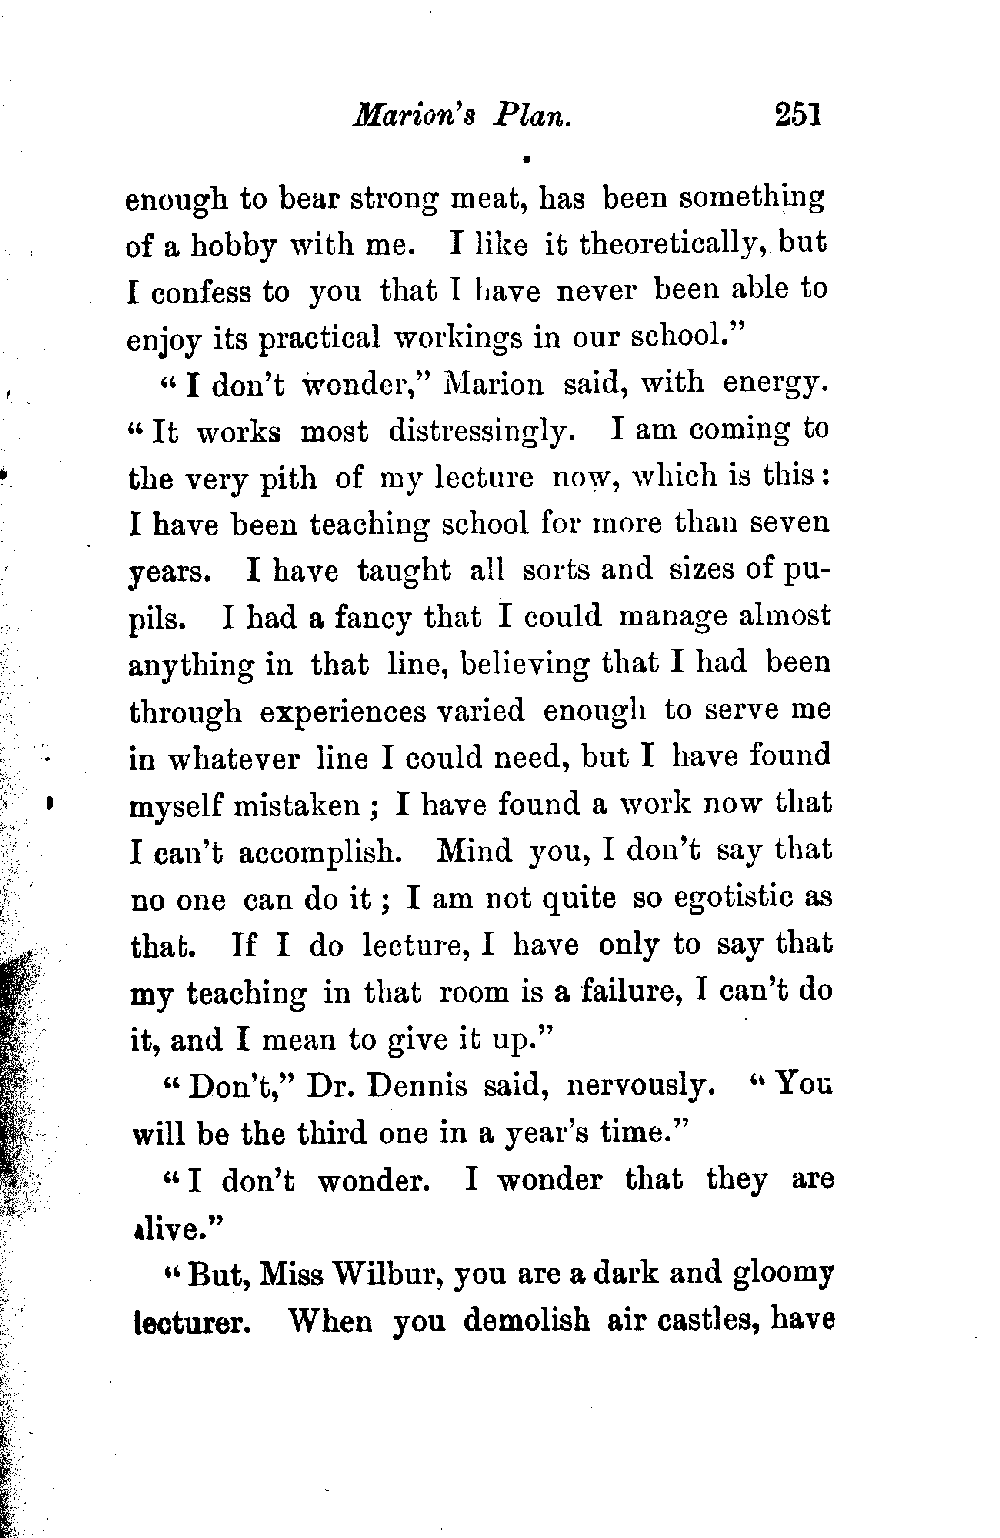 Marion's Plan. 251
enough to bear strong meat, has been something
of a hobby with me. I like it theoretically, but
I confess to you that I have never been able to
enjoy its practical workings in our school."
"I don't wonder," Marion said, with energy.
"It works most distressingly. I am coming to
the very pith of my lecture now, which is this:
I have been teaching school for more than seven
years. I have taught all sorts and sizes of pu-
pils. I had a fancy that I could manage almost
anything in that line, believing that I had been
through experiences varied enough to serve me
in whatever line I could need, but I have found
myself mistaken; I have found a work now that
I can't accomplish. Mind you, I don't say that
no one can do it; I am not quite so egotistic as
that. If I do lecture, I have only to say that
my teaching in that room is a failure, I can't do
it, and I mean to give it up."
"Don't," Dr. Dennis said, nervously. "You
will be the third one in a year's time."
"I don't wonder. I wonder that they are
alive."
"But, Miss Wilbur, you are a dark and gloomy
lecturer. When you demolish air castles, have